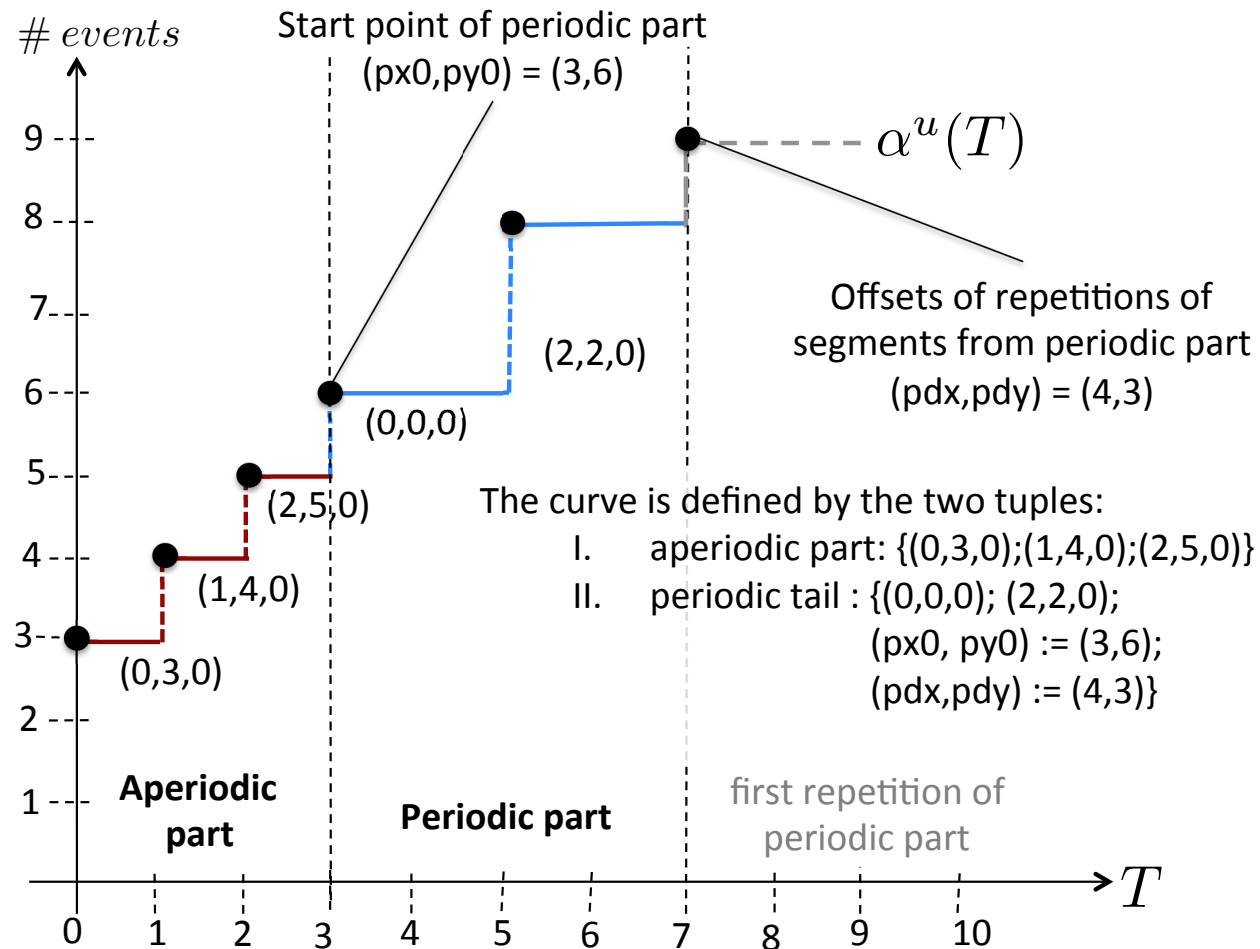 # events
Start point of periodic part
(px0,py0) = (3,6)
9
α^u(T)
8
7
Offsets of repetitions of
segments from periodic part
(pdx,pdy) = (4,3)
(2,2,0)
6
(0,0,0)
5
(2,5,0)
The curve is defined by the two tuples:
I. aperiodic part: {(0,3,0);(1,4,0);(2,5,0)}
II. periodic tail : {(0,0,0); (2,2,0);
(px0, py0) := (3,6);
(pdx,pdy) := (4,3)}
4
(1,4,0)
3
(0,3,0)
2
1
Aperiodic
part
Periodic part
first repetition of
periodic part
T
0 1 2 3 4 5 6 7 8 9 10